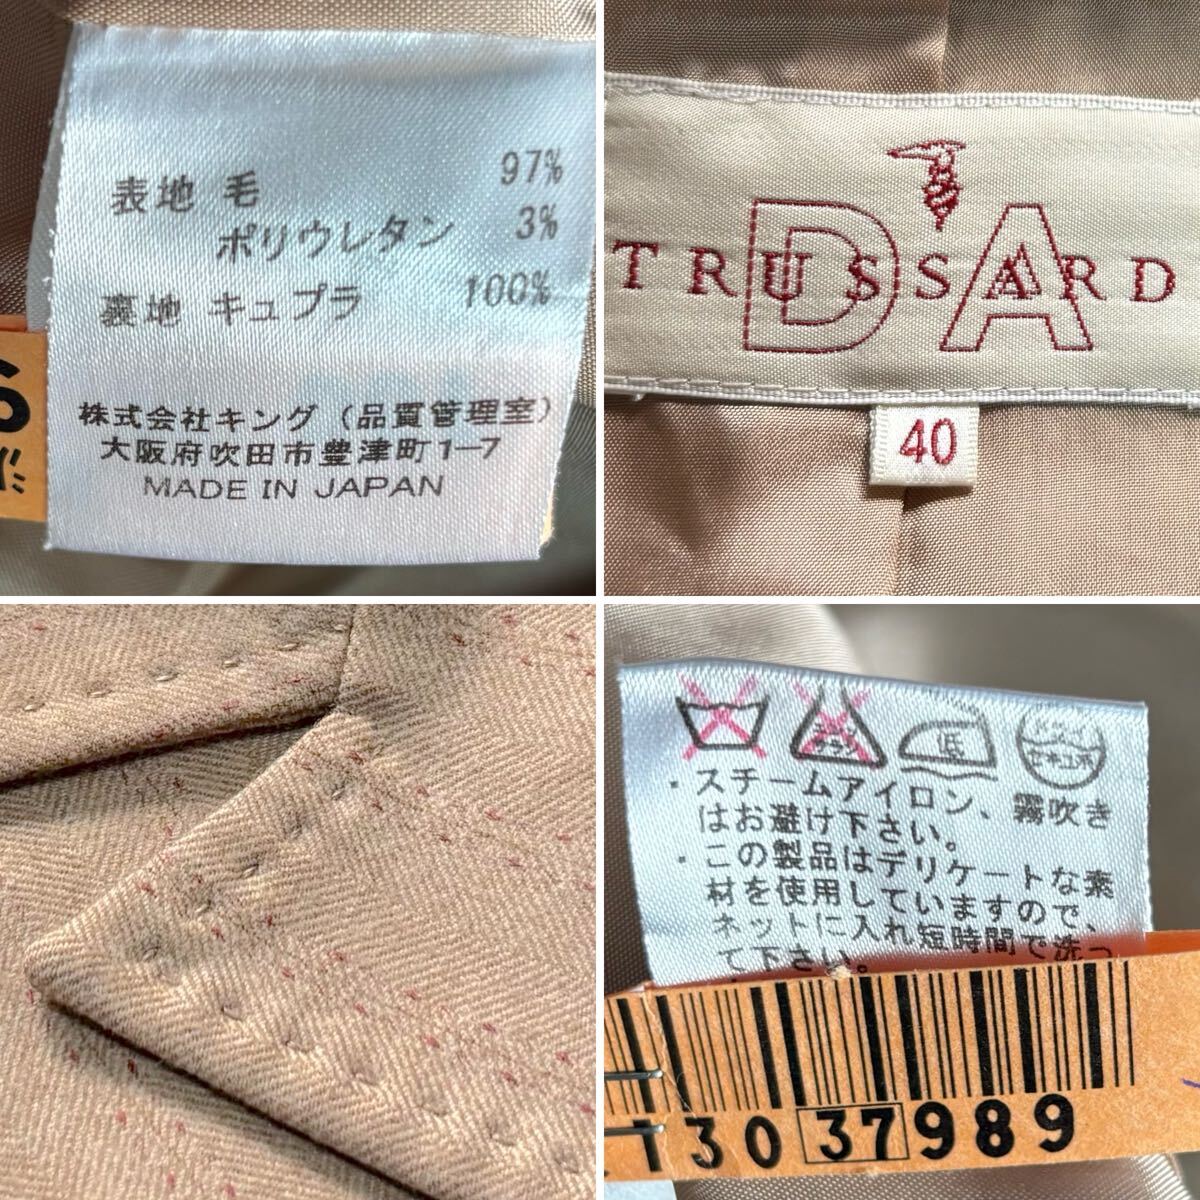 表地 毛 97%
ポリウレタン 3%
裏地 キュプラ 100%
株式会社キング (品質管理室)
大阪府吹田市豊津町1-7
MADE IN JAPAN
TRUSSARD
D A
40
低
ドライ
・スチームアイロン、霧吹き
はお避け下さい。
・この製品はデリケートな素
材を使用していますので、
ネットに入れ短時間で洗っ
て下さい。
13037989